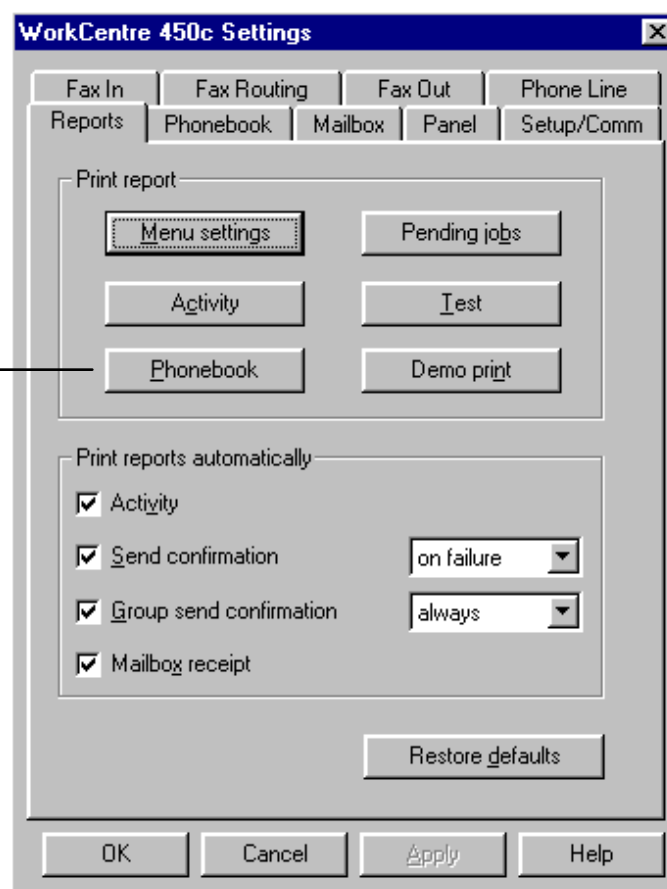 WorkCentre 450c Settings
Fax In Fax Routing Fax Out Phone Line
Reports Phonebook Mailbox Panel Setup/Comm
Print report
Menu settings Pending jobs
Activity Test
Phonebook Demo print
Print reports automatically
Activity
Send confirmation on failure
Group send confirmation always
Mailbox receipt
Restore defaults
OK Cancel Apply Help